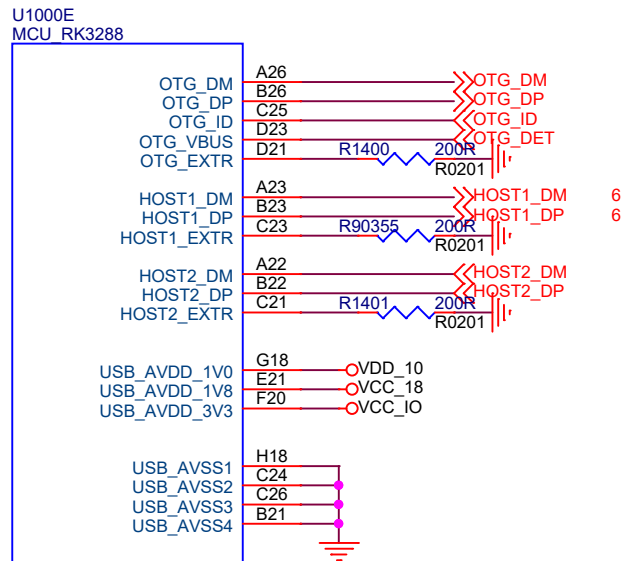 U1000E
MCU_RK3288
OTG_DM A26 OTG_DM
OTG_DP B26 OTG_DP
OTG_ID C25 OTG_ID
OTG_VBUS D23 OTG_DET
OTG_EXTR D21 R1400 200R
R0201
HOST1_DM A23 HOST1_DM 6
HOST1_DP B23 HOST1_DP 6
HOST1_EXTR C23 R90355 200R
R0201
HOST2_DM A22 HOST2_DM
HOST2_DP B22 HOST2_DP
HOST2_EXTR C21 R1401 200R
R0201
USB_AVDD_1V0 G18 VDD_10
USB_AVDD_1V8 E21 VCC_18
USB_AVDD_3V3 F20 VCC_IO
USB_AVSS1 H18
USB_AVSS2 C24
USB_AVSS3 C26
USB_AVSS4 B21